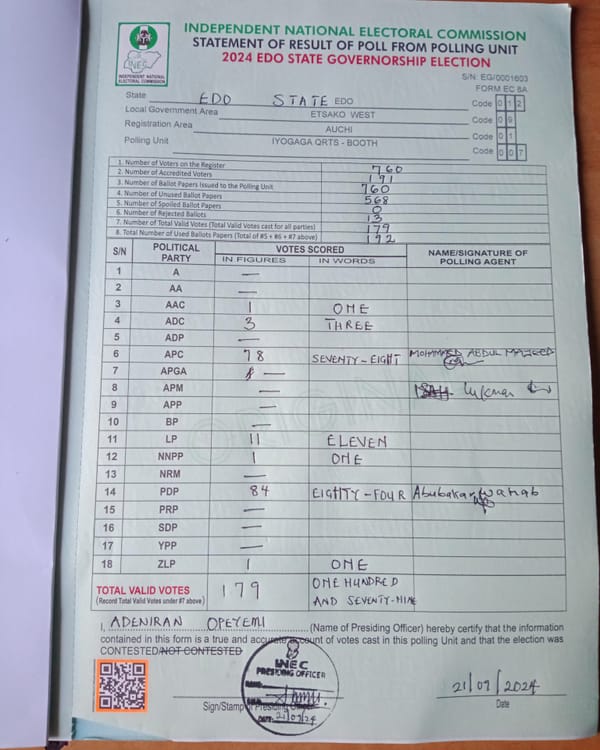 INDEPENDENT NATIONAL ELECTORAL COMMISSION
STATEMENT OF RESULT OF POLL FROM POLLING UNIT
2024 EDO STATE GOVERNORSHIP ELECTION
INEC
INDEPENDENT NATIONAL ELECTORAL COMMISSION
S/N: EG/0001603
FORM EC 8A
State EDO STATE EDO Code 0 1 2
Local Government Area ETSAKO WEST Code 0 9
Registration Area AUCHI Code 0 1
Polling Unit IYOGAGA QRTS - BOOTH Code 0 0 7
1. Number of Voters on the Register 760
2. Number of Accredited Voters 191
3. Number of Ballot Papers Issued to the Polling Unit 760
4. Number of Unused Ballot Papers 568
5. Number of Spoiled Ballot Papers 0
6. Number of Rejected Ballots 13
7. Number of Total Valid Votes (Total Valid Votes cast for all parties) 179
8. Total Number of Used Ballots Papers (Total of #5 + #6 + #7 above) 192
S/N POLITICAL PARTY VOTES SCORED NAME/SIGNATURE OF POLLING AGENT
IN FIGURES IN WORDS
1 A —
2 AA —
3 AAC 1 ONE
4 ADC 3 THREE
5 ADP —
6 APC 78 SEVENTY-EIGHT MOHAMMED ABDUL MAJEED
7 APGA —
8 APM —
9 APP —
10 BP —
11 LP 11 ELEVEN
12 NNPP 1 ONE
13 NRM —
14 PDP 84 EIGHTY-FOUR Abubakar Wahab
15 PRP —
16 SDP —
17 YPP —
18 ZLP 1 ONE
TOTAL VALID VOTES 179 ONE HUNDRED
(Record Total Valid Votes under #7 above) AND SEVENTY-NINE
I, ADENIRAN OPEYEMI (Name of Presiding Officer) hereby certify that the information
contained in this form is a true and accurate account of votes cast in this polling Unit and that the election was
CONTESTED/NOT CONTESTED
INEC
PRESIDING OFFICER
DATE: 21/09/24
21/09/2024
Sign/Stamp of Presiding Officer Date
ORIGINAL